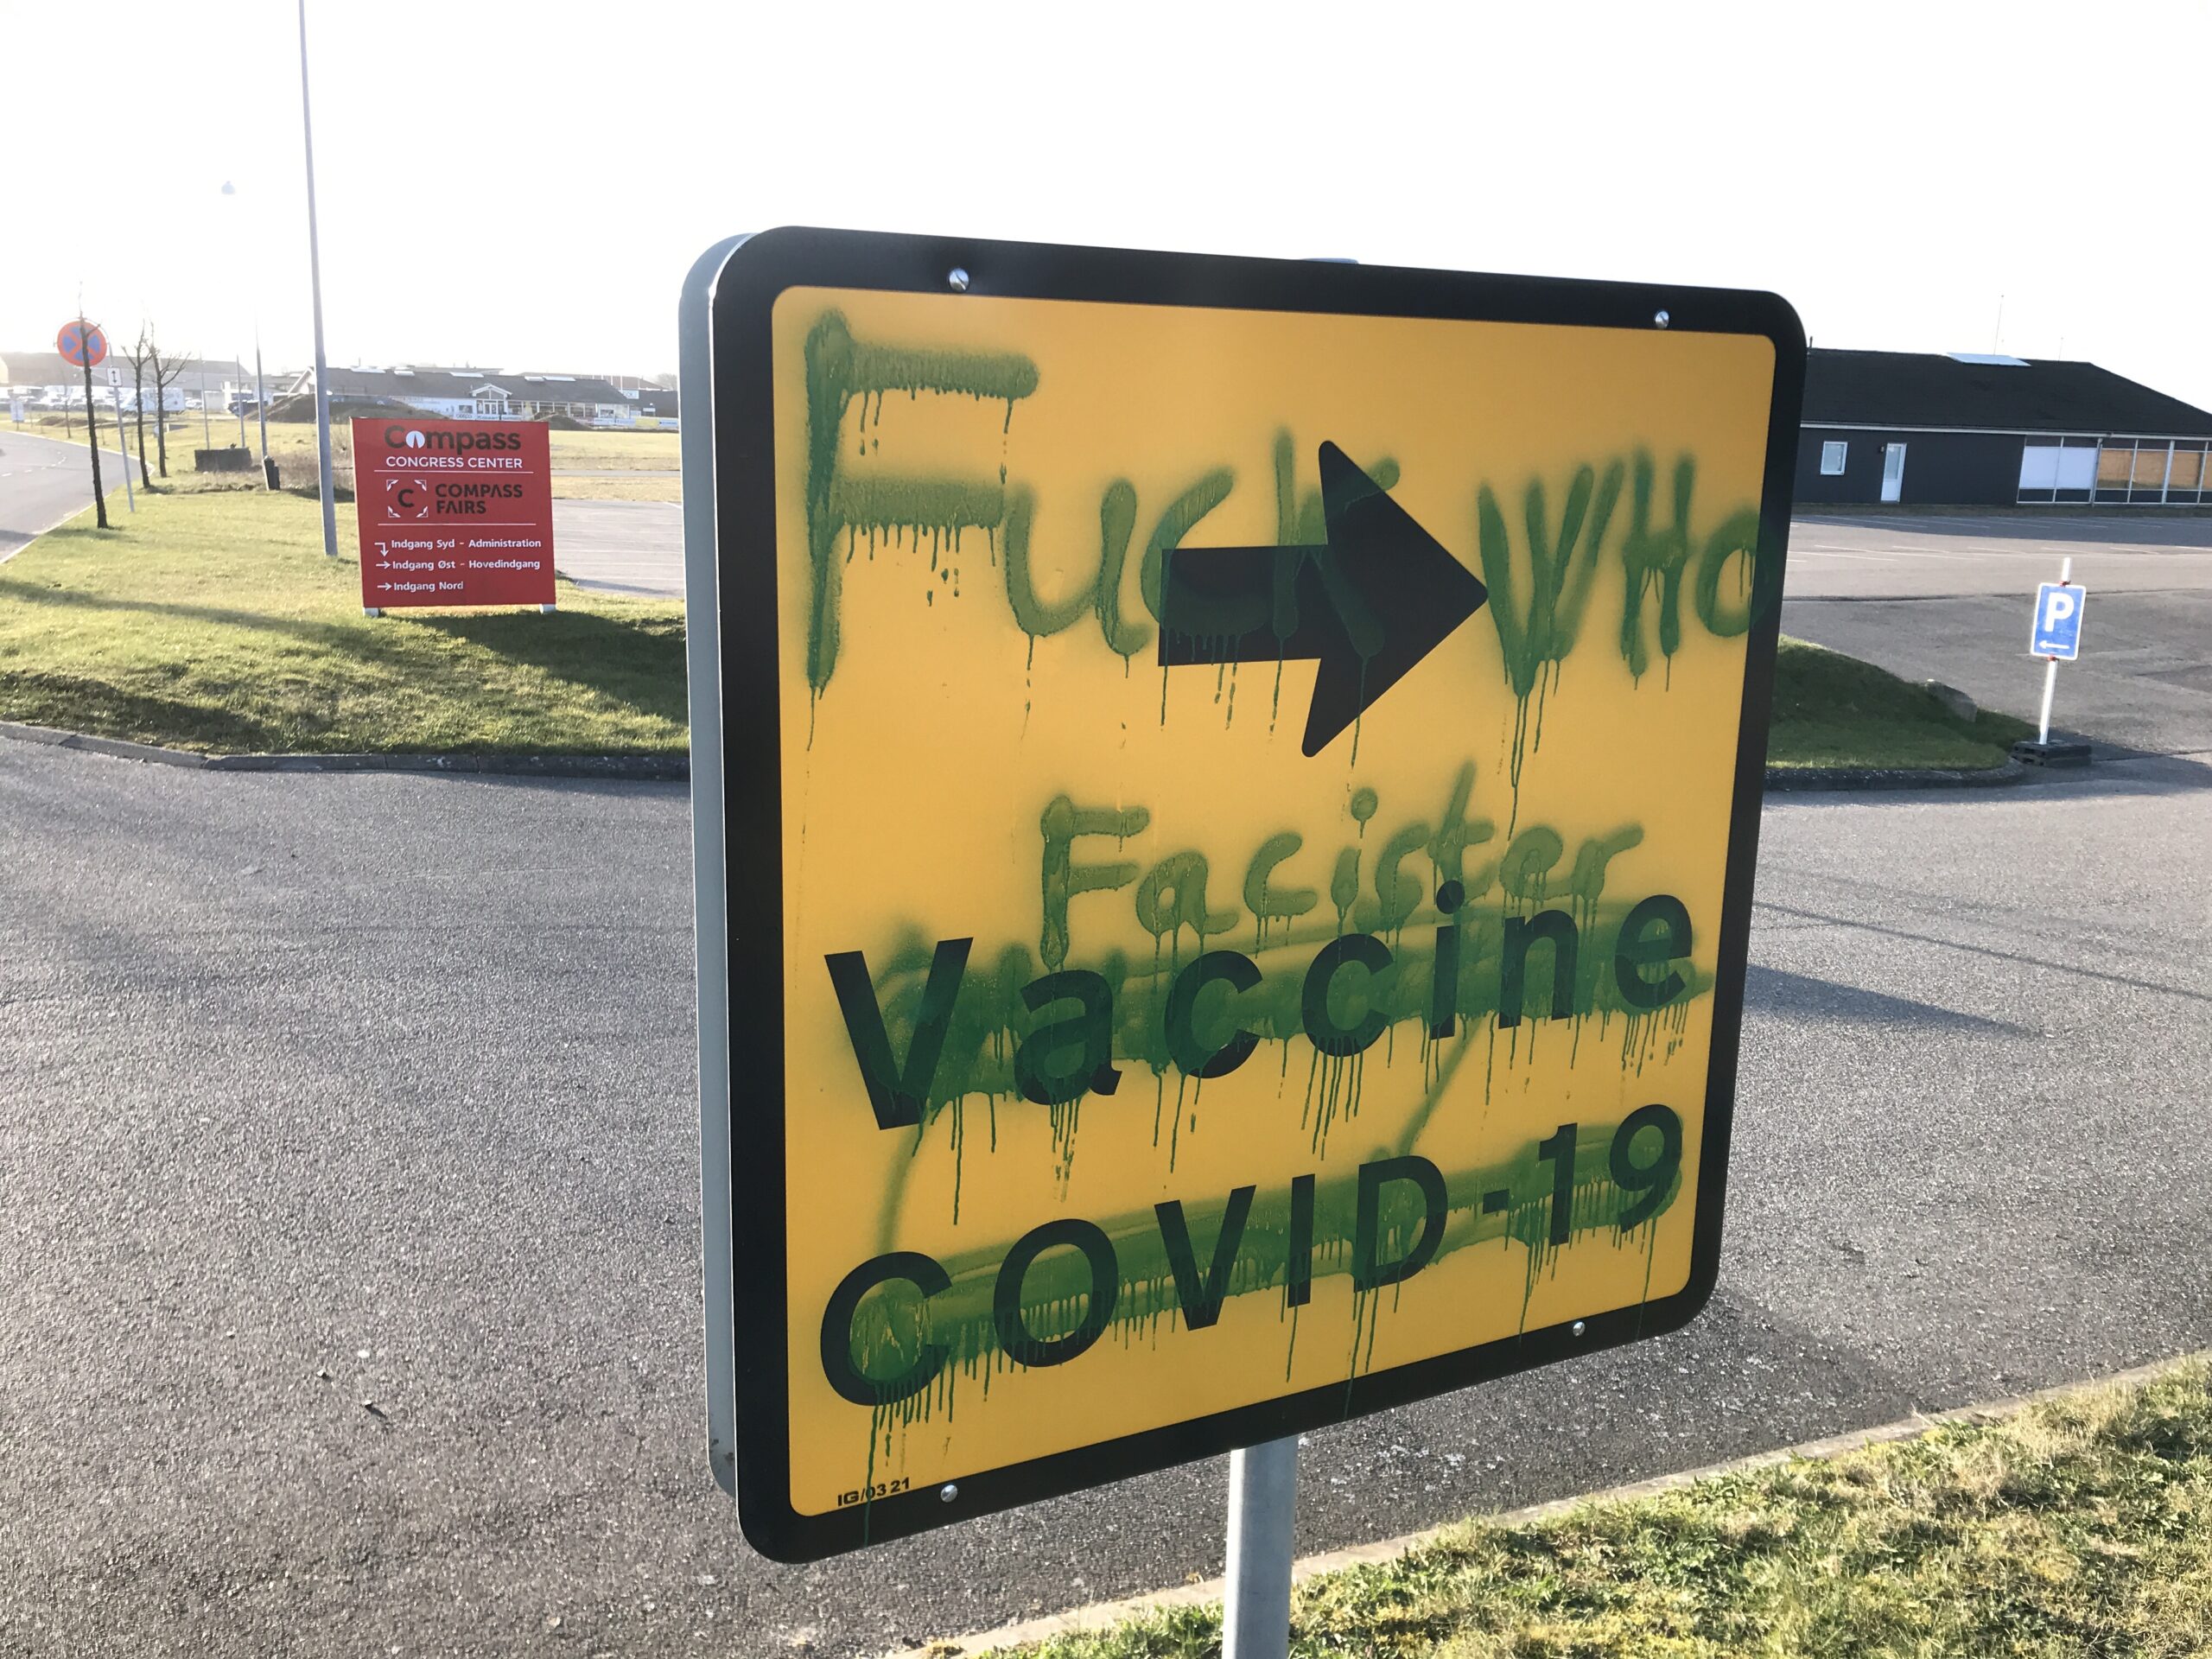 Fuck WHO
Facister
Vaccine
COVID-19
IG/03 21
Compass
CONGRESS CENTER
C COMPASS
FAIRS
Indgang Syd - Administration
Indgang Øst - Hovedindgang
Indgang Nord
P